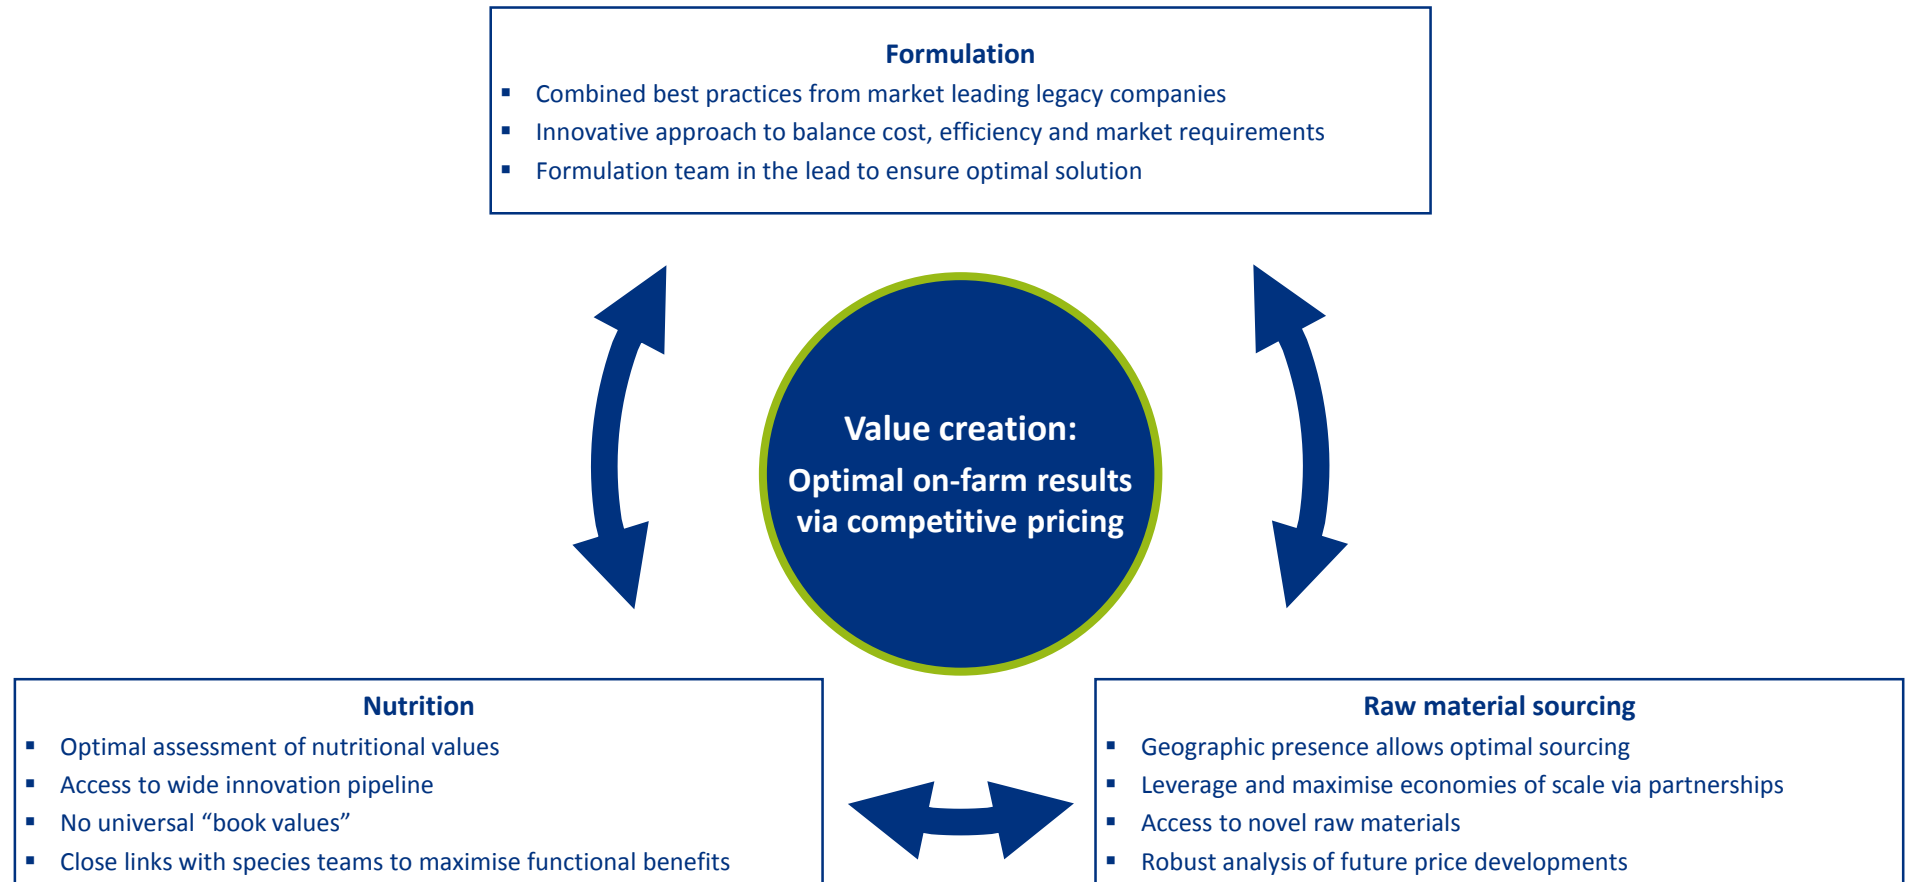 Formulation
▪ Combined best practices from market leading legacy companies
▪ Innovative approach to balance cost, efficiency and market requirements
▪ Formulation team in the lead to ensure optimal solution
Value creation:
Optimal on-farm results
via competitive pricing
Nutrition
▪ Optimal assessment of nutritional values
▪ Access to wide innovation pipeline
▪ No universal “book values”
▪ Close links with species teams to maximise functional benefits
Raw material sourcing
▪ Geographic presence allows optimal sourcing
▪ Leverage and maximise economies of scale via partnerships
▪ Access to novel raw materials
▪ Robust analysis of future price developments